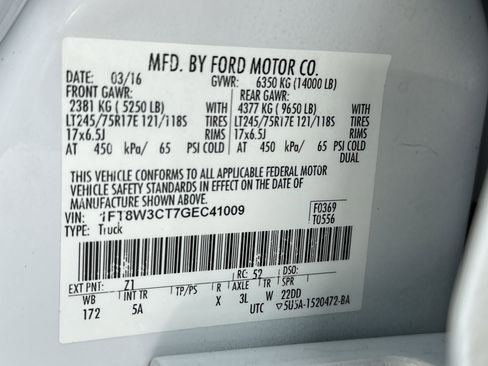 MFD. BY FORD MOTOR CO.
DATE: 03/16 GVWR: 6350 KG (14000 LB)
FRONT GAWR: REAR GAWR:
2381 KG (5250 LB) WITH 4377 KG (9650 LB) WITH
LT245/75R17E 121/118S TIRES LT245/75R17E 121/118S TIRES
17x6.5J RIMS 17x6.5J RIMS
AT 450 kPa/ 65 PSI COLD AT 450 kPa/ 65 PSI COLD
DUAL
THIS VEHICLE CONFORMS TO ALL APPLICABLE FEDERAL MOTOR
VEHICLE SAFETY STANDARDS IN EFFECT ON THE DATE OF
MANUFACTURE SHOWN ABOVE.
VIN: 1FT8W3CT7GEC41009 F0369
TYPE: Truck T0556
EXT PNT: Z1 RC: 52 DSO:
WB INT TR TP/PS R AXLE TR SPR
172 5A X 3L W 22DD
UTC ▽5U5A-1520472-BA